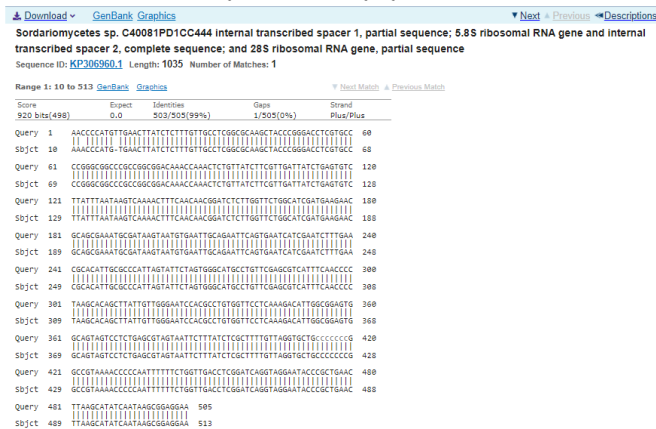 Download GenBank Graphics Next Previous Descriptions
Sordariomycetes sp. C40081PD1CC444 internal transcribed spacer 1, partial sequence; 5.8S ribosomal RNA gene and internal
transcribed spacer 2, complete sequence; and 28S ribosomal RNA gene, partial sequence
Sequence ID: KP306960.1 Length: 1035 Number of Matches: 1
Range 1: 10 to 513 GenBank Graphics Next Match Previous Match
Score Expect Identities Gaps Strand
920 bits(498) 0.0 503/505(99%) 1/505(0%) Plus/Plus
Query 1 AACCCCATGTTGAACTTATCTCTTTGTTGCCTCGGCGCAAGCTACCCGGGACCTCGTGCC 60
Sbjct 10 AAACCCATG-TGAACTTATCTCTTTGTTGCCTCGGCGCAAGCTACCCGGGACCTCGTGCC 68
Query 61 CCGGGCGGCCCGCCGGCGGACAAACCAAACTCTGTTATCTTCGTTGATTATCTGAGTGTC 120
Sbjct 69 CCGGGCGGCCCGCCGGCGGACAAACCAAACTCTGTTATCTTCGTTGATTATCTGAGTGTC 128
Query 121 TTATTTAATAAGTCAAAACTTTCAACAACGGATCTCTTGGTTCTGGCATCGATGAAGAAC 180
Sbjct 129 TTATTTAATAAGTCAAAACTTTCAACAACGGATCTCTTGGTTCTGGCATCGATGAAGAAC 188
Query 181 GCAGCGAAATGCGATAAGTAATGTGAATTGCAGAATTCAGTGAATCATCGAATCTTTGAA 240
Sbjct 189 GCAGCGAAATGCGATAAGTAATGTGAATTGCAGAATTCAGTGAATCATCGAATCTTTGAA 248
Query 241 CGCACATTGCGCCCATTAGTATTCTAGTGGGCATGCCTGTTCGAGCGTCATTTCAACCCC 300
Sbjct 249 CGCACATTGCGCCCATTAGTATTCTAGTGGGCATGCCTGTTCGAGCGTCATTTCAACCCC 308
Query 301 TAAGCACAGCTTATTGTTGGGAATCCACGCCTGTGGTTCCTCAAAGACATTGGCGGAGTG 360
Sbjct 309 TAAGCACAGCTTATTGTTGGGAATCCACGCCTGTGGTTCCTCAAAGACATTGGCGGAGTG 368
Query 361 GCAGTAGTCCTCTGAGCGTAGTAATTCTTTATCTCGCTTTTGTTAGGTGCTGcccccccG 420
Sbjct 369 GCAGTAGTCCTCTGAGCGTAGTAATTCTTTATCTCGCTTTTGTTAGGTGCTGCCCCCCCG 428
Query 421 GCCGTAAAACCCCCAATTTTTTCTGGTTGACCTCGGATCAGGTAGGAATACCCGCTGAAC 480
Sbjct 429 GCCGTAAAACCCCCAATTTTTTCTGGTTGACCTCGGATCAGGTAGGAATACCCGCTGAAC 488
Query 481 TTAAGCATATCAATAAGCGGAGGAA 505
Sbjct 489 TTAAGCATATCAATAAGCGGAGGAA 513